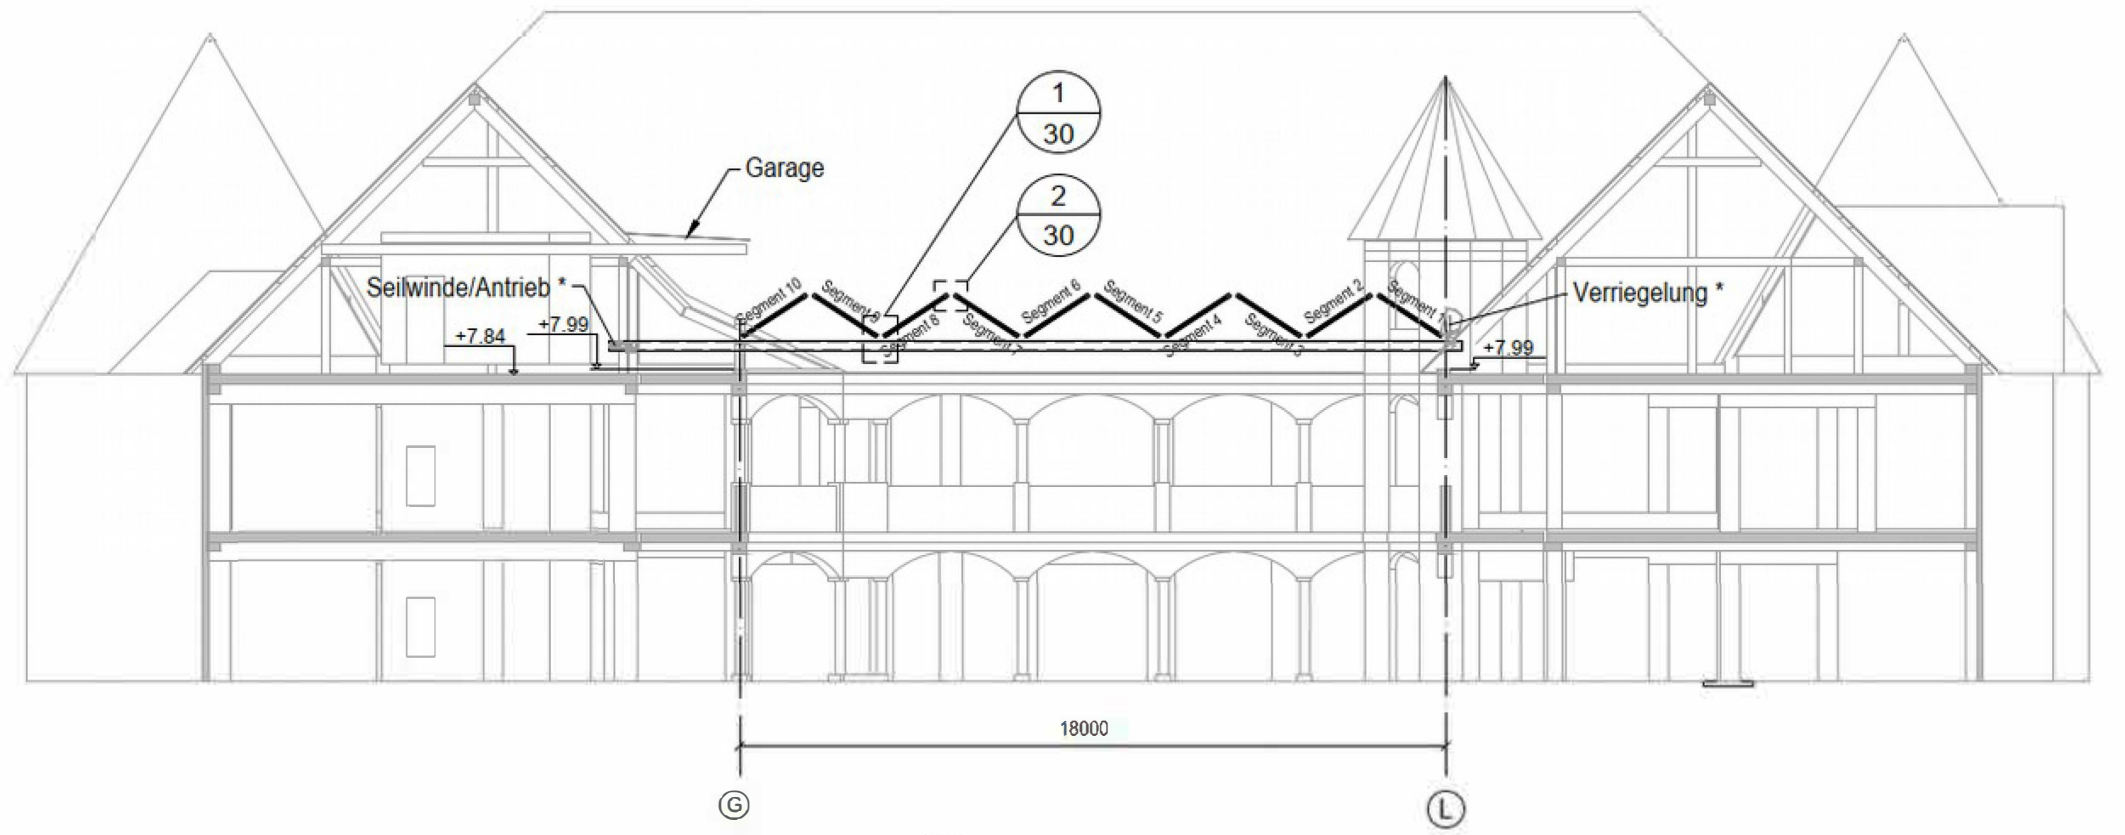 1
30
Garage
2
30
Seilwinde/Antrieb *
Verriegelung *
Segment 10
Segment 9
Segment 8
Segment 7
Segment 6
Segment 5
Segment 4
Segment 3
Segment 2
Segment 1
+7.84
+7.99
+7.99
18000
G
L